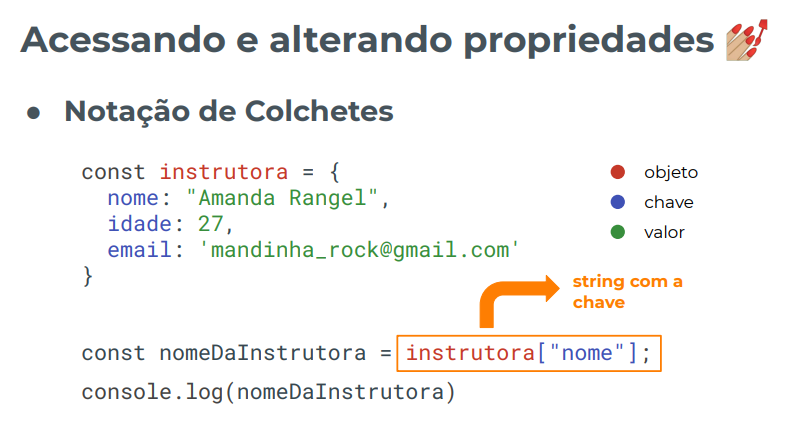 Acessando e alterando propriedades 💅🏼
● Notação de Colchetes
const instrutora = {
nome: "Amanda Rangel",
idade: 27,
email: 'mandinha_rock@gmail.com'
}
objeto
chave
valor
string com a
chave
const nomeDaInstrutora = instrutora["nome"];
console.log(nomeDaInstrutora)